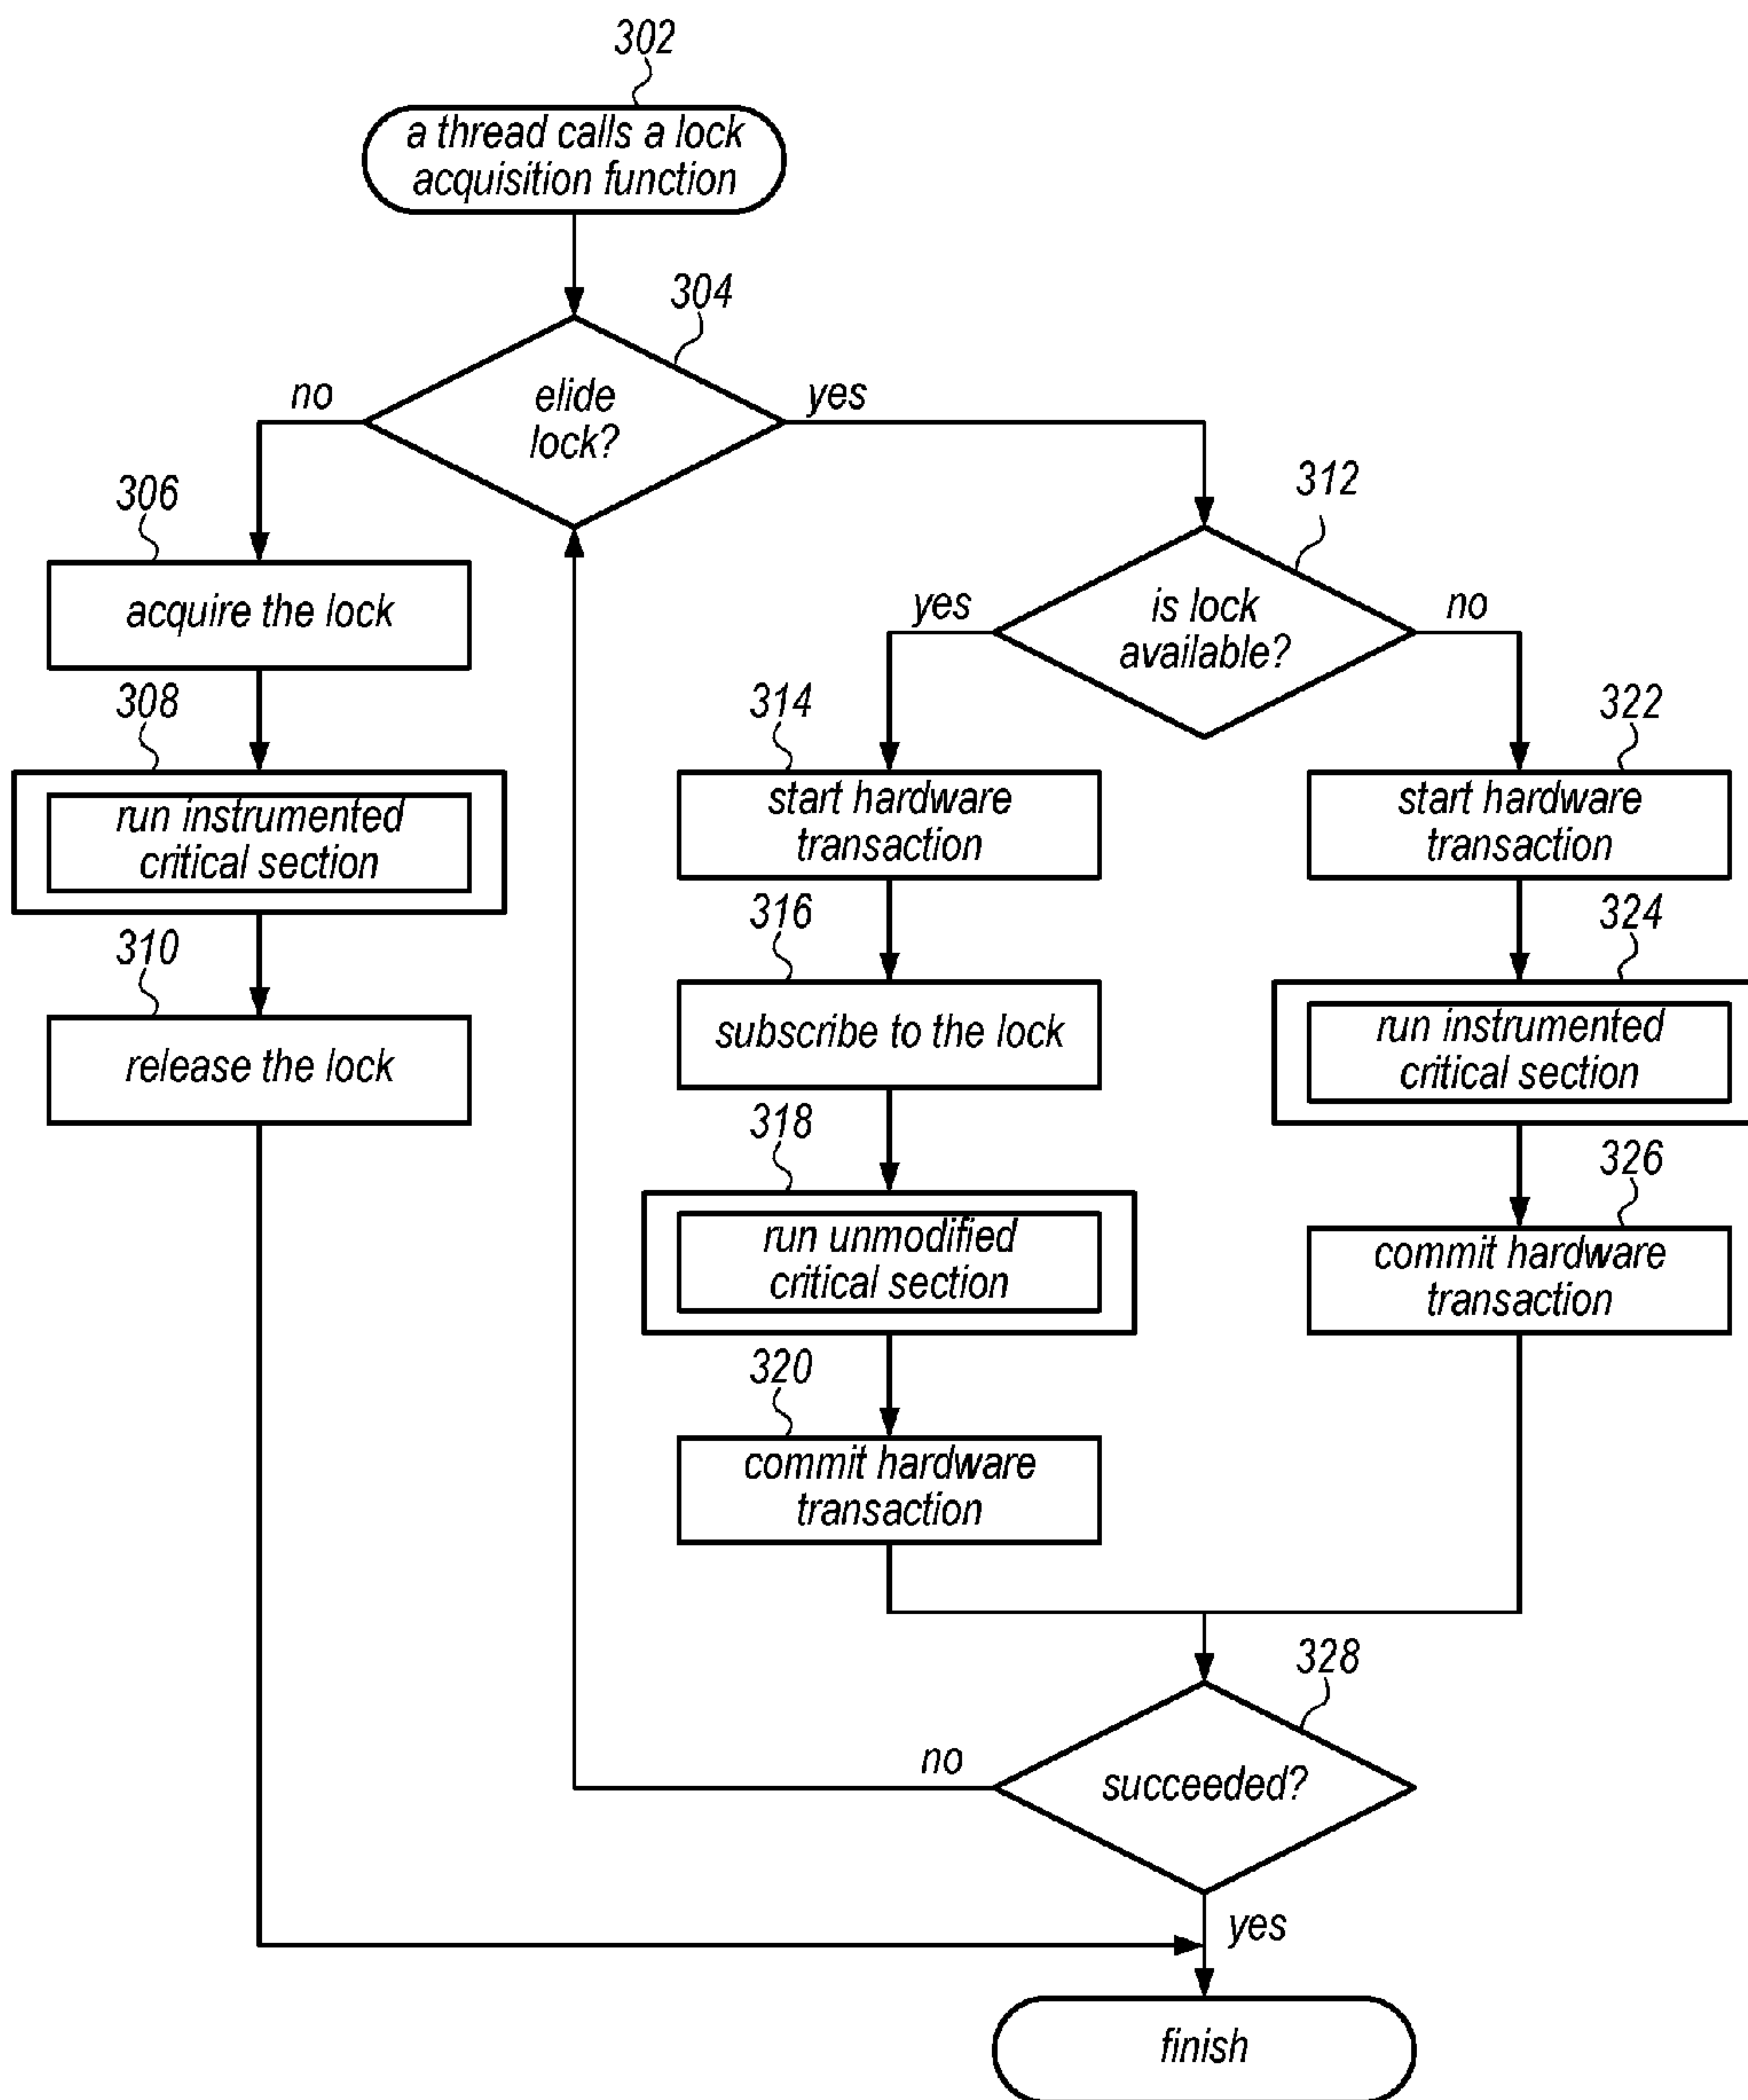 302
a thread calls a lock
acquisition function
304
elide
lock?
no
yes
306
acquire the lock
308
run instrumented
critical section
310
release the lock
312
is lock
available?
yes
no
314
start hardware
transaction
316
subscribe to the lock
318
run unmodified
critical section
320
commit hardware
transaction
322
start hardware
transaction
324
run instrumented
critical section
326
commit hardware
transaction
328
succeeded?
no
yes
finish